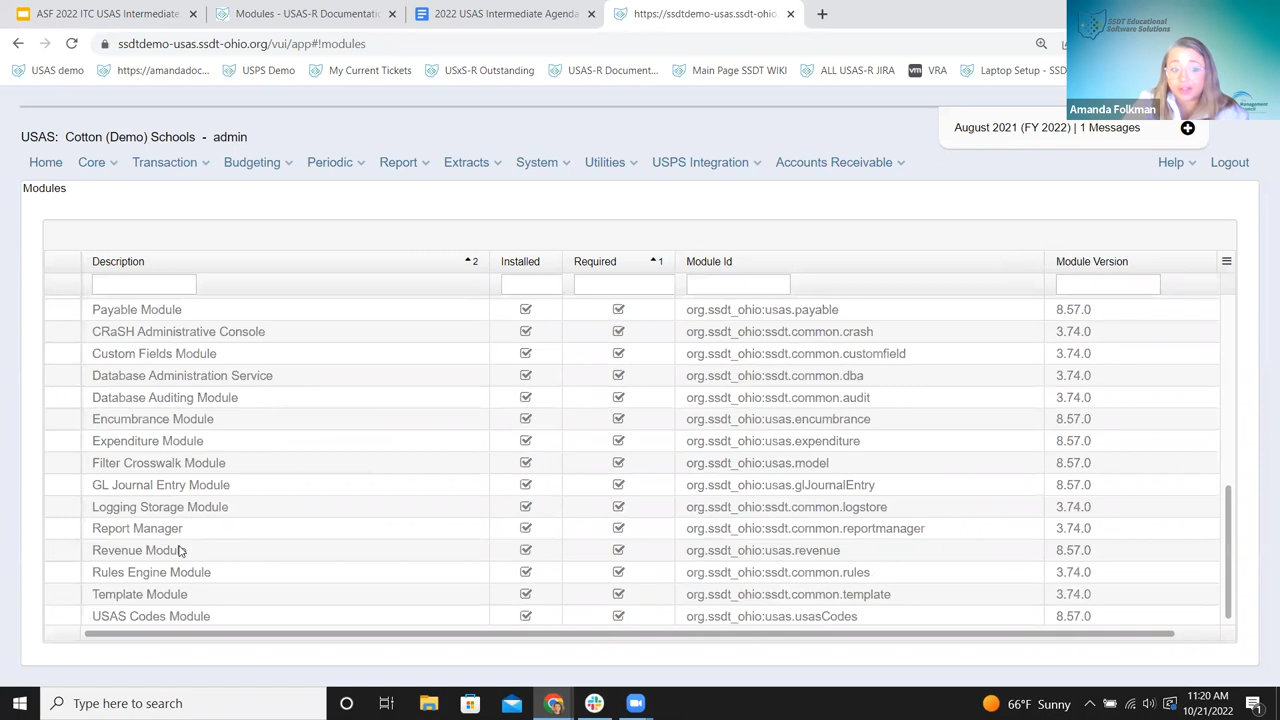 ASF 2022 ITC USAS Intermediate
Modules - USAS-R Documentatio
2022 USAS Intermediate Agenda
https://ssdtdemo-usas.ssdt-ohio.
ssdtdemo-usas.ssdt-ohio.org/vui/app#!modules
USAS demo
https://amandadoc...
USPS Demo
My Current Tickets
USxS-R Outstanding
USAS-R Document...
Main Page SSDT WIKI
ALL USAS-R JIRA
vm VRA
Laptop Setup - SSD
SSDT Educational
Software Solutions
Management
Council
Amanda Folkman
USAS: Cotton (Demo) Schools - admin
August 2021 (FY 2022) | 1 Messages
Home Core Transaction Budgeting Periodic Report Extracts System Utilities USPS Integration Accounts Receivable Help Logout
Modules
Description 2 Installed Required 1 Module Id Module Version
Payable Module org.ssdt_ohio:usas.payable 8.57.0
CRaSH Administrative Console org.ssdt_ohio:ssdt.common.crash 3.74.0
Custom Fields Module org.ssdt_ohio:ssdt.common.customfield 3.74.0
Database Administration Service org.ssdt_ohio:ssdt.common.dba 3.74.0
Database Auditing Module org.ssdt_ohio:ssdt.common.audit 3.74.0
Encumbrance Module org.ssdt_ohio:usas.encumbrance 8.57.0
Expenditure Module org.ssdt_ohio:usas.expenditure 8.57.0
Filter Crosswalk Module org.ssdt_ohio:usas.model 8.57.0
GL Journal Entry Module org.ssdt_ohio:usas.glJournalEntry 8.57.0
Logging Storage Module org.ssdt_ohio:ssdt.common.logstore 3.74.0
Report Manager org.ssdt_ohio:ssdt.common.reportmanager 3.74.0
Revenue Module org.ssdt_ohio:usas.revenue 8.57.0
Rules Engine Module org.ssdt_ohio:ssdt.common.rules 3.74.0
Template Module org.ssdt_ohio:ssdt.common.template 3.74.0
USAS Codes Module org.ssdt_ohio:usas.usasCodes 8.57.0
Type here to search
66°F Sunny
11:20 AM
10/21/2022
1